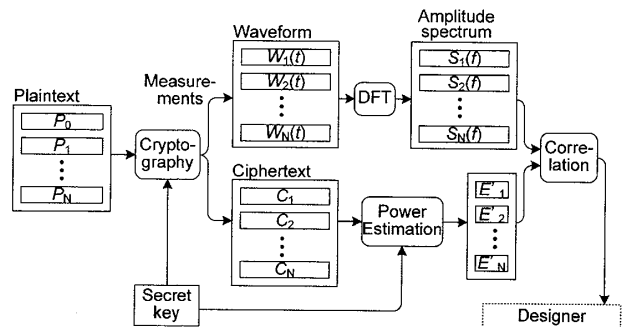 Plaintext
P0
P1
PN
Measure-
ments
Crypto-
graphy
Secret
key
Waveform
W1(t)
W2(t)
WN(t)
DFT
Amplitude
spectrum
S1(f)
S2(f)
SN(f)
Ciphertext
C1
C2
CN
Power
Estimation
E'1
E'2
E'N
Corre-
lation
Designer